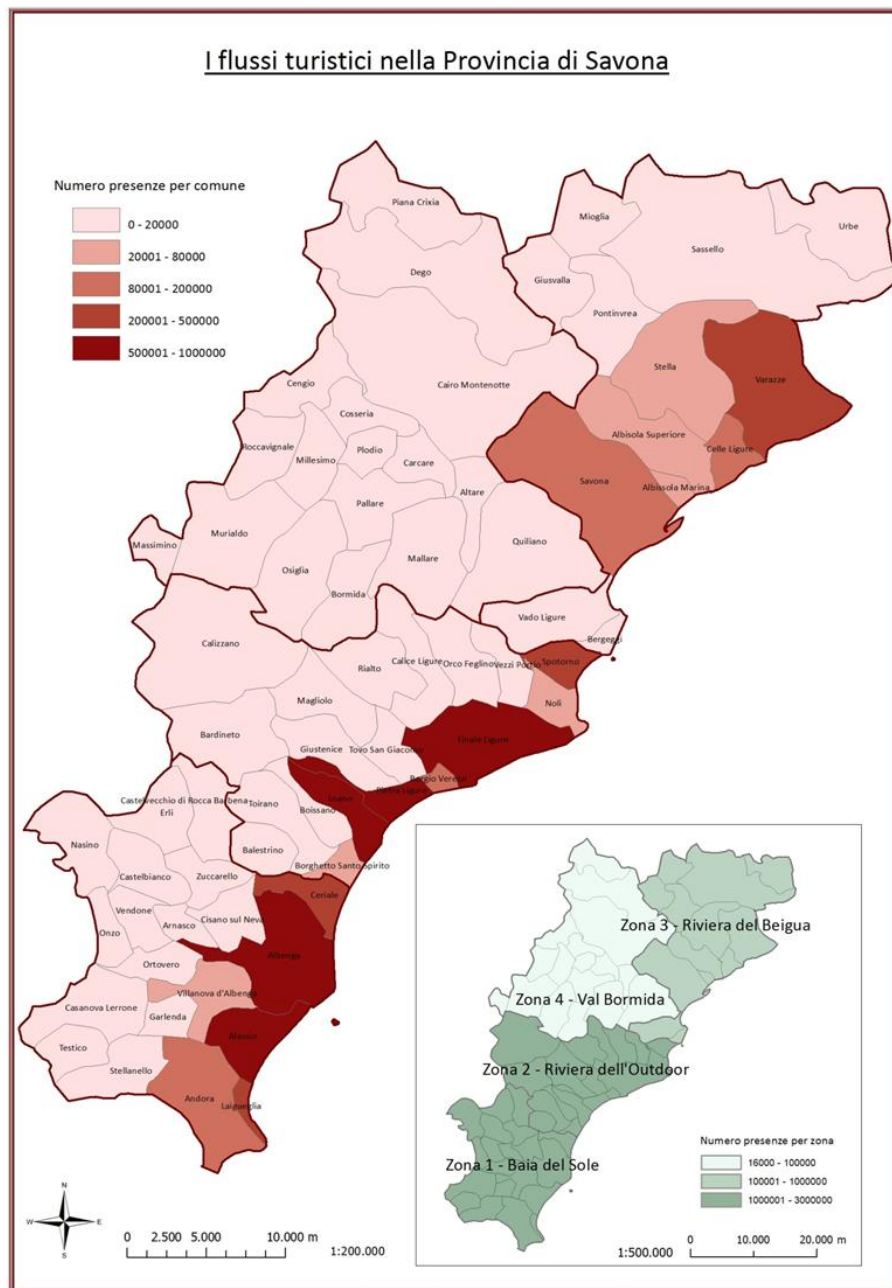 I flussi turistici nella Provincia di Savona
Numero presenze per comune
0 - 20000
20001 - 80000
80001 - 200000
200001 - 500000
500001 - 1000000
Piana Crixia
Mioglia
Urbe
Sassello
Dego
Giusvalla
Pontinvrea
Stella
Varazze
Cengio
Cairo Montenotte
Cosseria
Albisola Superiore
Roccavignale
Plodio
Celle Ligure
Millesimo
Carcare
Savona
Albissola Marina
Altare
Pallare
Murialdo
Quiliano
Massimino
Osiglia
Mallare
Bormida
Vado Ligure
Calizzano
Bergeggi
Rialto
Calice Ligure
Orco Feglino
Vezzi Portio
Spotorno
Magliolo
Noli
Bardineto
Giustenice
Tovo San Giacomo
Finale Ligure
Borgio Verezzi
Pietra Ligure
Loano
Castelvecchio di Rocca Barbena
Erli
Toirano
Boissano
Nasino
Balestrino
Borghetto Santo Spirito
Castelbianco
Zuccarello
Ceriale
Vendone
Arnasco
Cisano sul Neva
Onzo
Albenga
Ortovero
Villanova d'Albenga
Casanova Lerrone
Garlenda
Alassio
Testico
Stellanello
Andora
Laigueglia
Zona 3 - Riviera del Beigua
Zona 4 - Val Bormida
Zona 2 - Riviera dell'Outdoor
Zona 1 - Baia del Sole
Numero presenze per zona
16000 - 100000
100001 - 1000000
1000001 - 3000000
N
W E
S
0 2.500 5.000 10.000 m
1:200.000
0 10.000 20.000 m
1:500.000